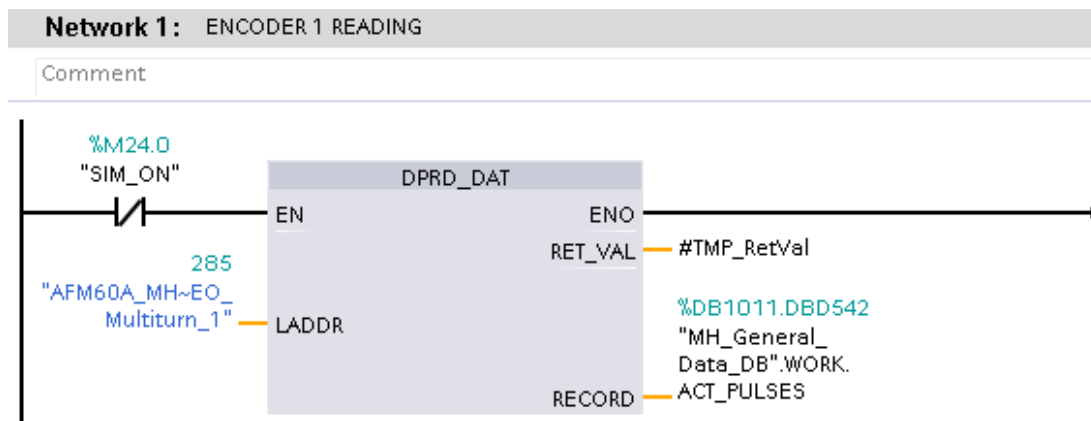 Network 1: ENCODER 1 READING
Comment
%M24.0
"SIM_ON"
DPRD_DAT
EN
ENO
RET_VAL
#TMP_RetVal
285
"AFM60A_MH~EO_
Multiturn_1"
LADDR
%DB1011.DBD542
"MH_General_
Data_DB".WORK.
ACT_PULSES
RECORD